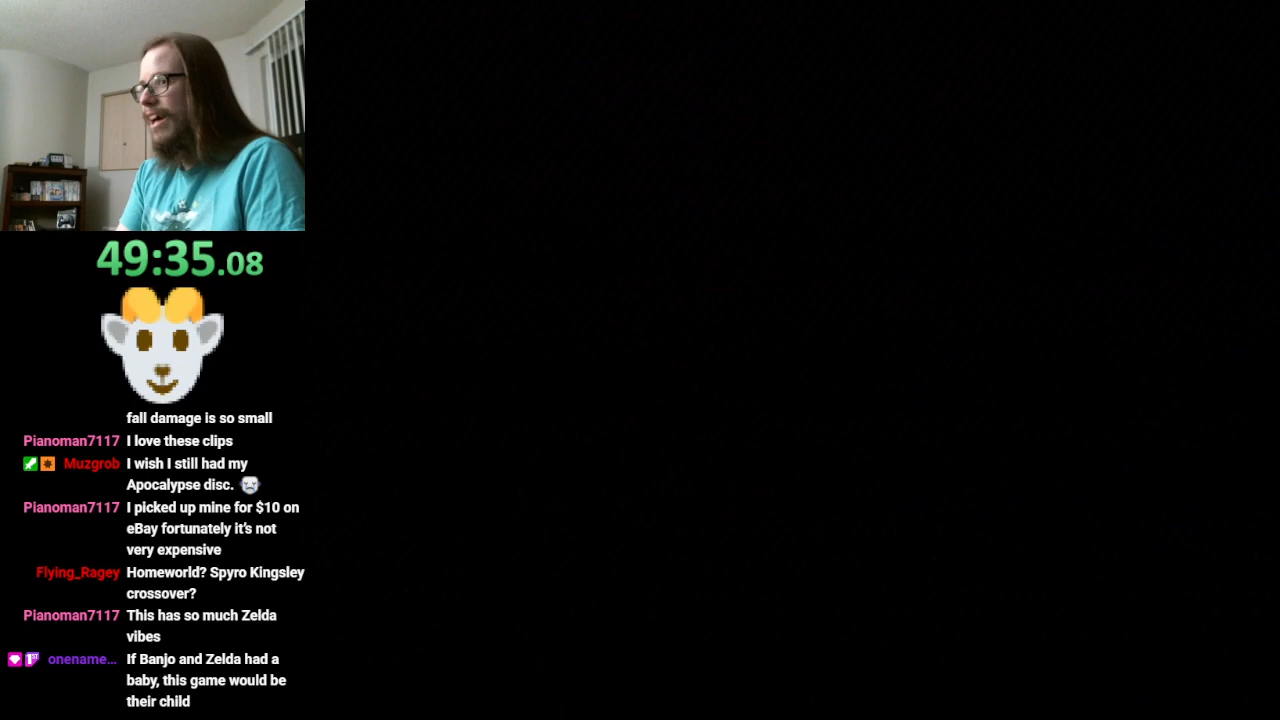 49:35.08
fall damage is so small
Pianoman7117 I love these clips
Muzgrob I wish I still had my
Apocalypse disc.
Pianoman7117 I picked up mine for $10 on
eBay fortunately it's not
very expensive
Flying_Ragey Homeworld? Spyro Kingsley
crossover?
Pianoman7117 This has so much Zelda
vibes
onename... If Banjo and Zelda had a
baby, this game would be
their child